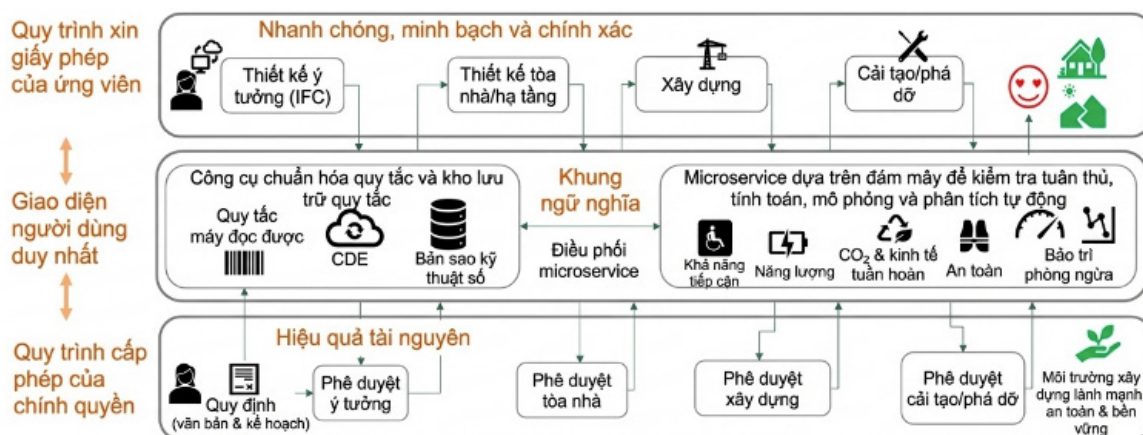 Quy trình xin
giấy phép
của ứng viên
Nhanh chóng, minh bạch và chính xác
Thiết kế ý
tưởng (IFC)
Thiết kế tòa
nhà/hạ tầng
Xây dựng
Cải tạo/phá
dỡ
Giao diện
người dùng
duy nhất
Công cụ chuẩn hóa quy tắc và kho lưu
trữ quy tắc
Quy tắc
máy đọc được
CDE
Bản sao kỹ
thuật số
Khung
ngữ nghĩa
Điều phối
microservice
Microservice dựa trên đám mây để kiểm tra tuân thủ,
tính toán, mô phỏng và phân tích tự động
Khả năng
tiếp cận
Năng lượng
CO₂ & kinh tế
tuần hoàn
An toàn
Bảo trì
phòng ngừa
Quy trình cấp
phép của
chính quyền
Hiệu quả tài nguyên
Quy định
(văn bản & kế hoạch)
Phê duyệt
ý tưởng
Phê duyệt
tòa nhà
Phê duyệt
xây dựng
Phê duyệt
cải tạo/phá dỡ
Môi trường xây
dựng lành mạnh
an toàn & bền
vững